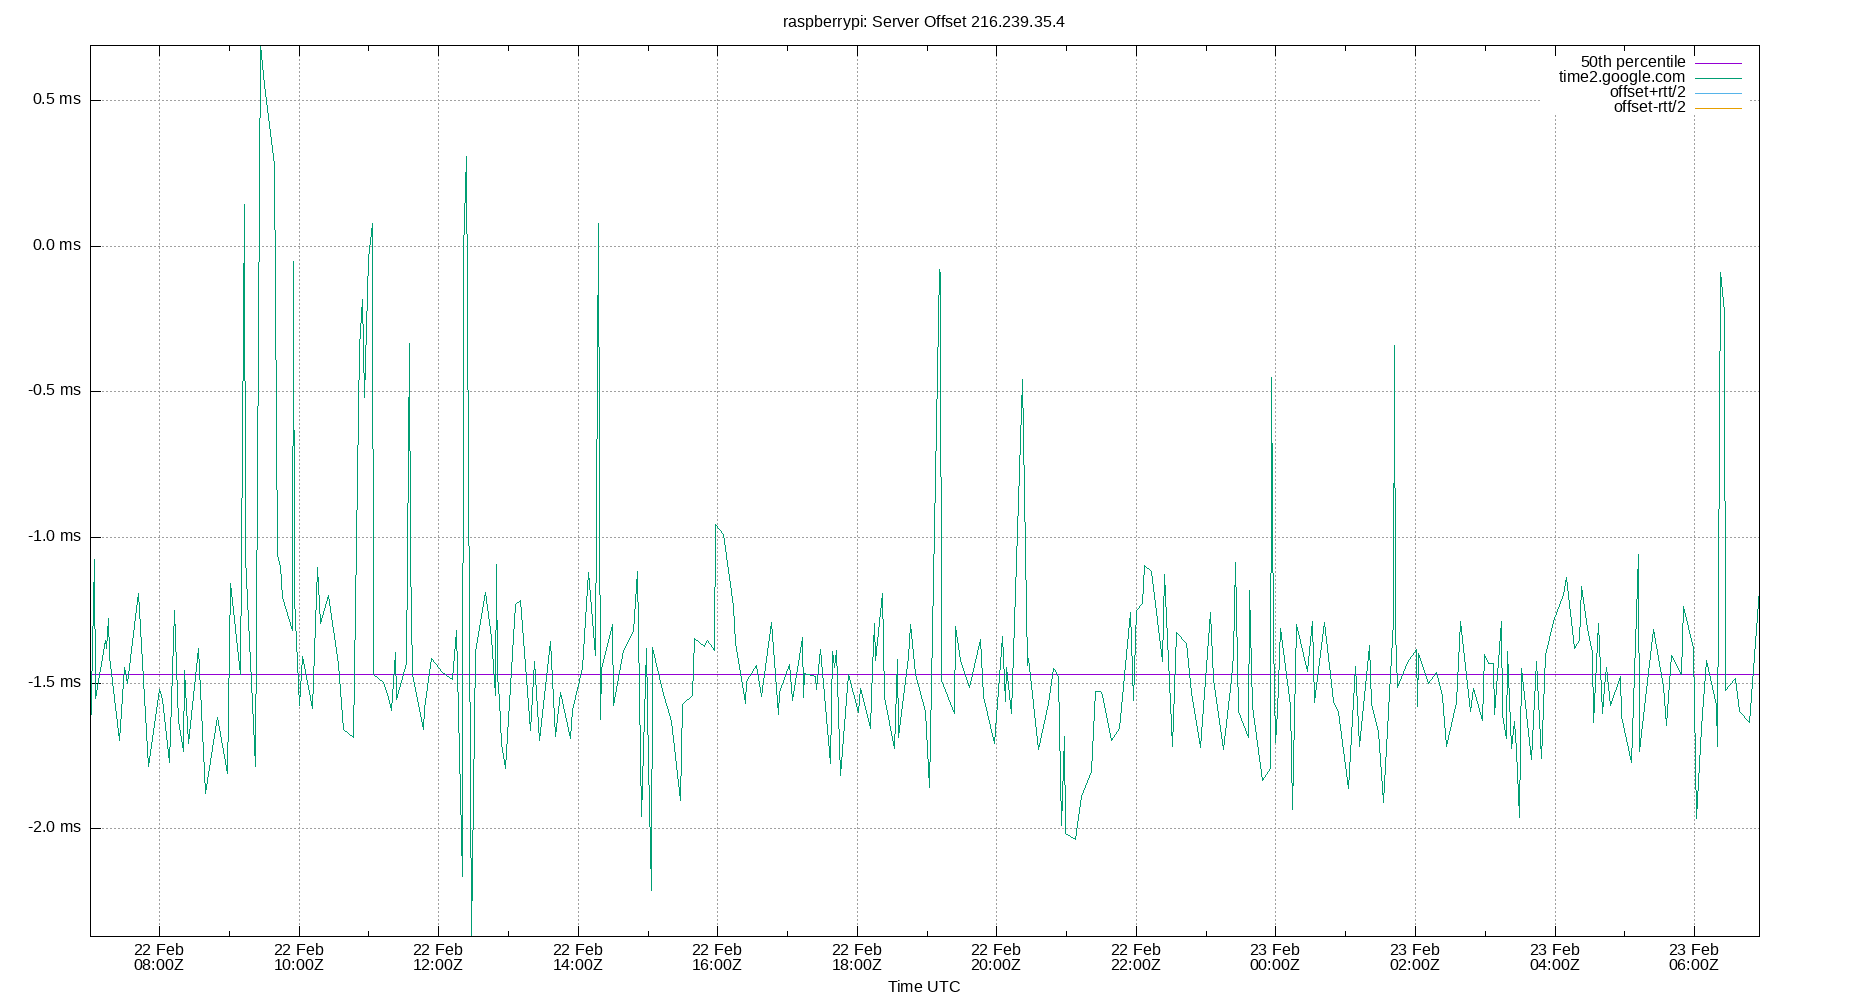 raspberrypi: Server Offset 216.239.35.4
50th percentile
time2.google.com
offset+rtt/2
offset-rtt/2
0.5 ms
0.0 ms
-0.5 ms
-1.0 ms
-1.5 ms
-2.0 ms
22 Feb 22 Feb 22 Feb 22 Feb 22 Feb 22 Feb 22 Feb 22 Feb 23 Feb 23 Feb 23 Feb 23 Feb
08:00Z 10:00Z 12:00Z 14:00Z 16:00Z 18:00Z 20:00Z 22:00Z 00:00Z 02:00Z 04:00Z 06:00Z
Time UTC